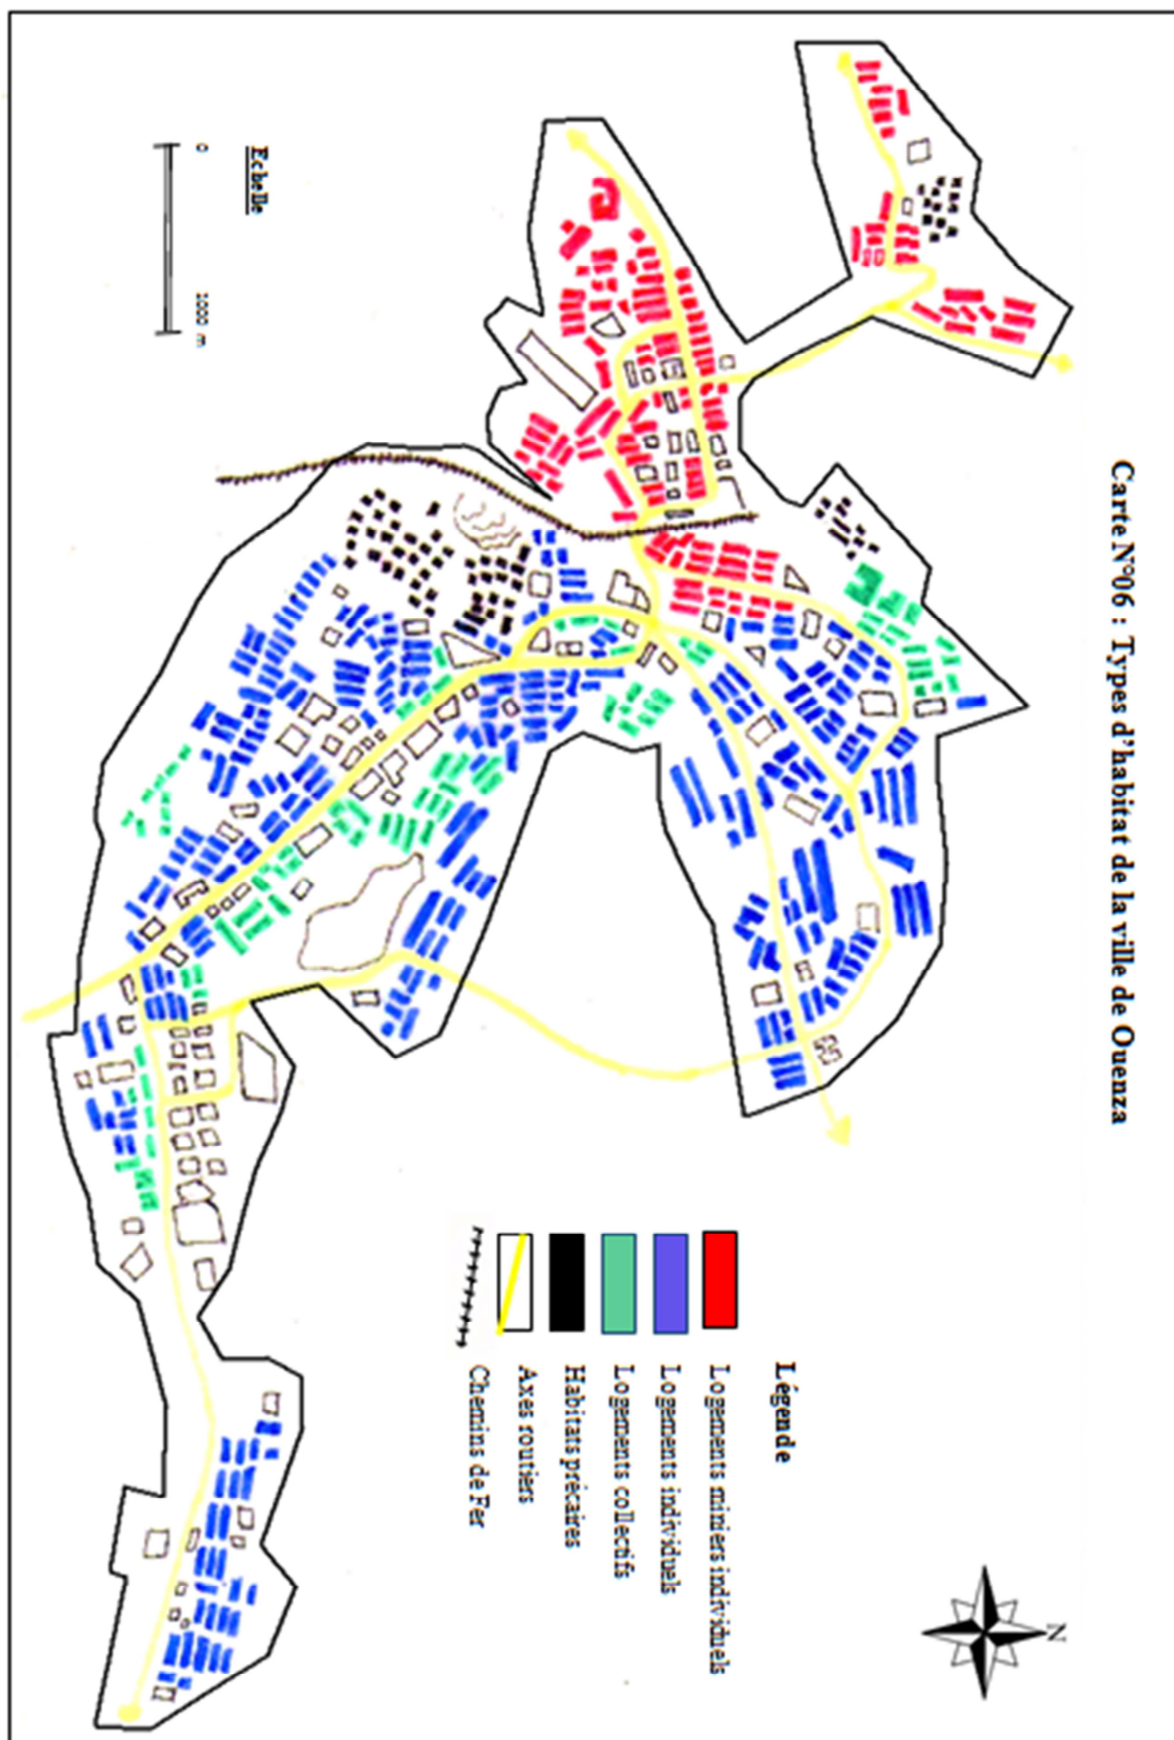 Carte N°06 : Types d'habitat de la ville de Ouenza
N
Echelle
0
1000 m
Légende
Logements miniers individuels
Logements individuels
Logements collectifs
Habitats précaires
Axes routiers
Chemins de Fer